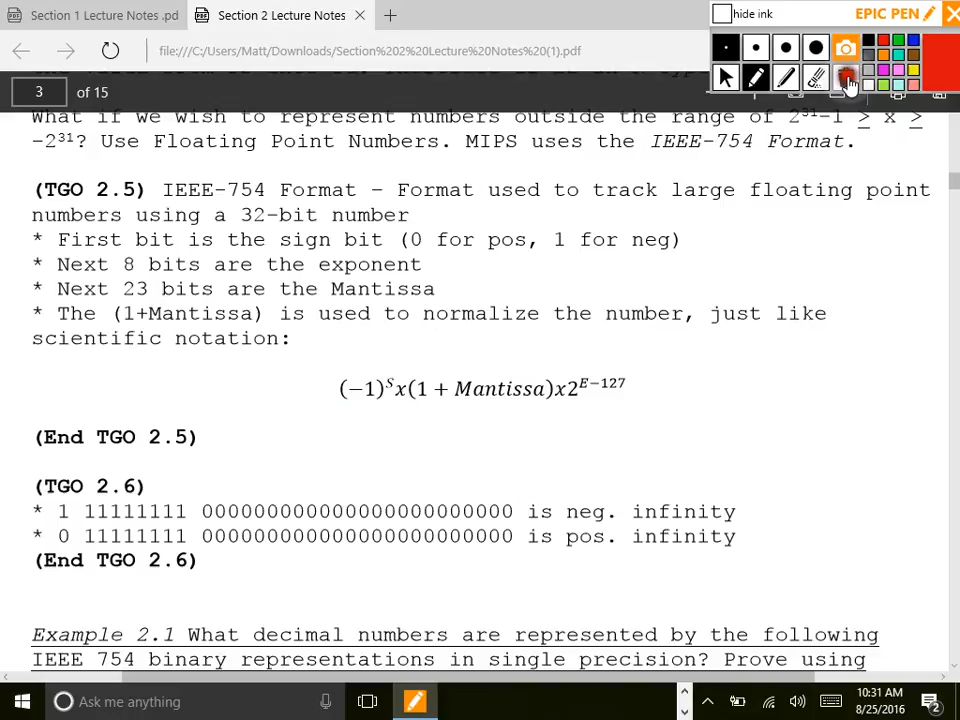 Section 1 Lecture Notes .pd
Section 2 Lecture Notes
hide ink
EPIC PEN
file:///C:/Users/Matt/Downloads/Section%202%20Lecture%20Notes%20(1).pdf
3 of 15
What if we wish to represent numbers outside the range of 2³¹-1 ≥ x ≥
-2³¹? Use Floating Point Numbers. MIPS uses the IEEE-754 Format.
(TGO 2.5) IEEE-754 Format – Format used to track large floating point
numbers using a 32-bit number
* First bit is the sign bit (0 for pos, 1 for neg)
* Next 8 bits are the exponent
* Next 23 bits are the Mantissa
* The (1+Mantissa) is used to normalize the number, just like
scientific notation:
(−1)ˢx(1 + Mantissa)x2ᴱ⁻¹²⁷
(End TGO 2.5)
(TGO 2.6)
* 1 11111111 00000000000000000000000 is neg. infinity
* 0 11111111 00000000000000000000000 is pos. infinity
(End TGO 2.6)
Example 2.1 What decimal numbers are represented by the following
IEEE 754 binary representations in single precision? Prove using
Ask me anything
10:31 AM
8/25/2016
2